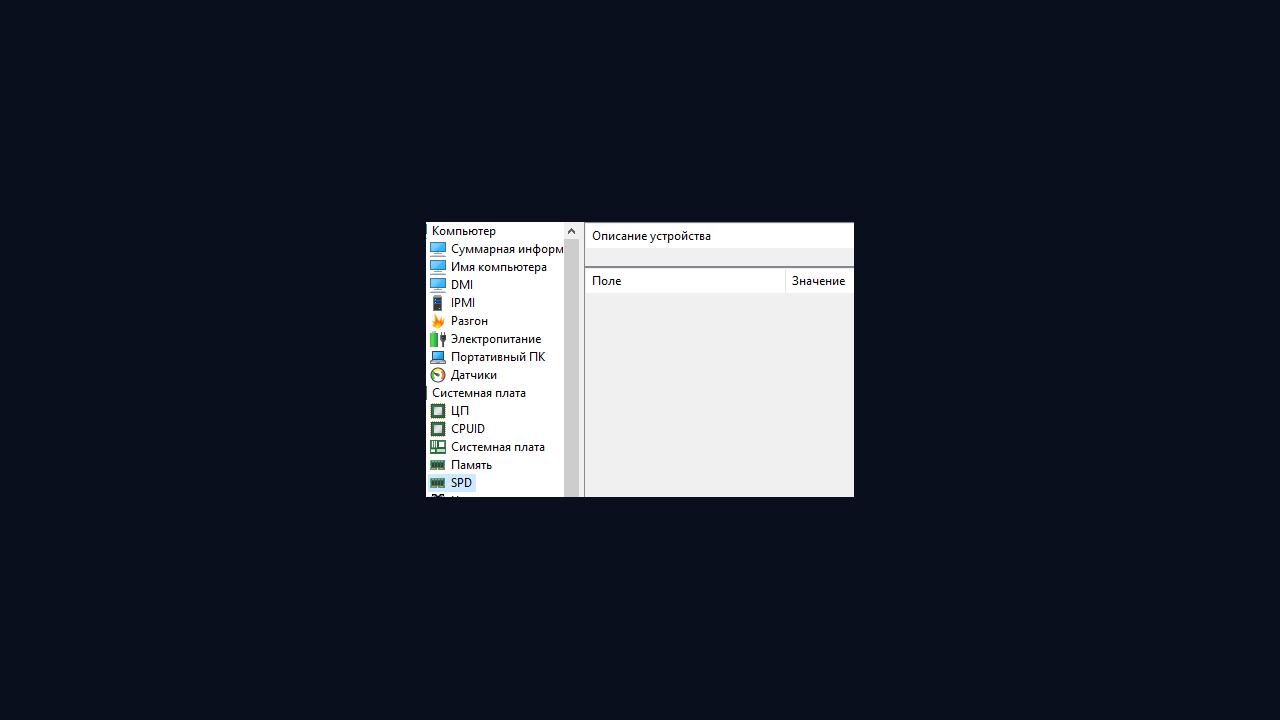 Компьютер
Суммарная информ
Имя компьютера
DMI
IPMI
Разгон
Электропитание
Портативный ПК
Датчики
Системная плата
ЦП
CPUID
Системная плата
Память
SPD
Описание устройства
Поле Значение